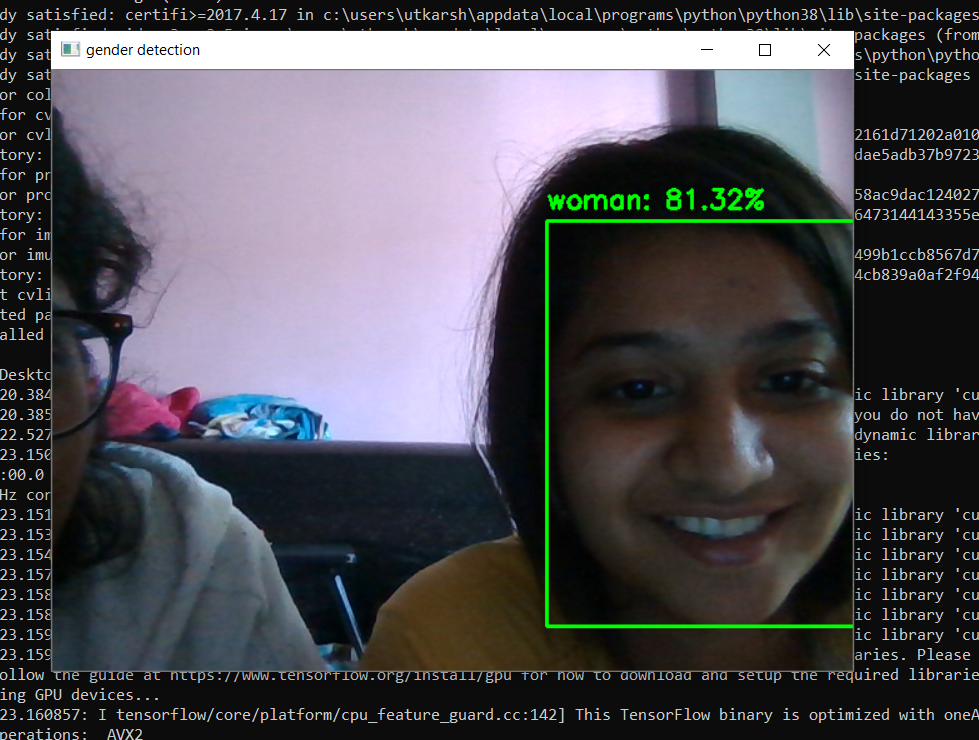 dy satisfied: certifi>=2017.4.17 in c:\users\utkarsh\appdata\local\programs\python\python38\lib\site-packages
dy sat packages (from
gender detection
dy sat s\python\pytho
dy sat site-packages
or col
for cv
or cvl 2161d71202a010
tory: dae5adb37b9723
for pr
or pro 58ac9dac124027
woman: 81.32%
tory: 6473144143355e
for im
or imu 499b1ccb8567d7
tory: 4cb839a0af2f94
t cvli
ted pa
alled
Deskto
20.384 ic library 'cu
20.385 you do not hav
22.527 dynamic librar
23.150 ies:
:00.0
Hz cor
23.151 ic library 'cu
23.153 ic library 'cu
23.154 ic library 'cu
23.157 ic library 'cu
23.158 ic library 'cu
23.158 ic library 'cu
23.159 ic library 'cu
23.159 aries. Please
ollow the guide at https://www.tensorflow.org/install/gpu for how to download and setup the required librarie
ing GPU devices...
23.160857: I tensorflow/core/platform/cpu_feature_guard.cc:142] This TensorFlow binary is optimized with oneA
perations: AVX2